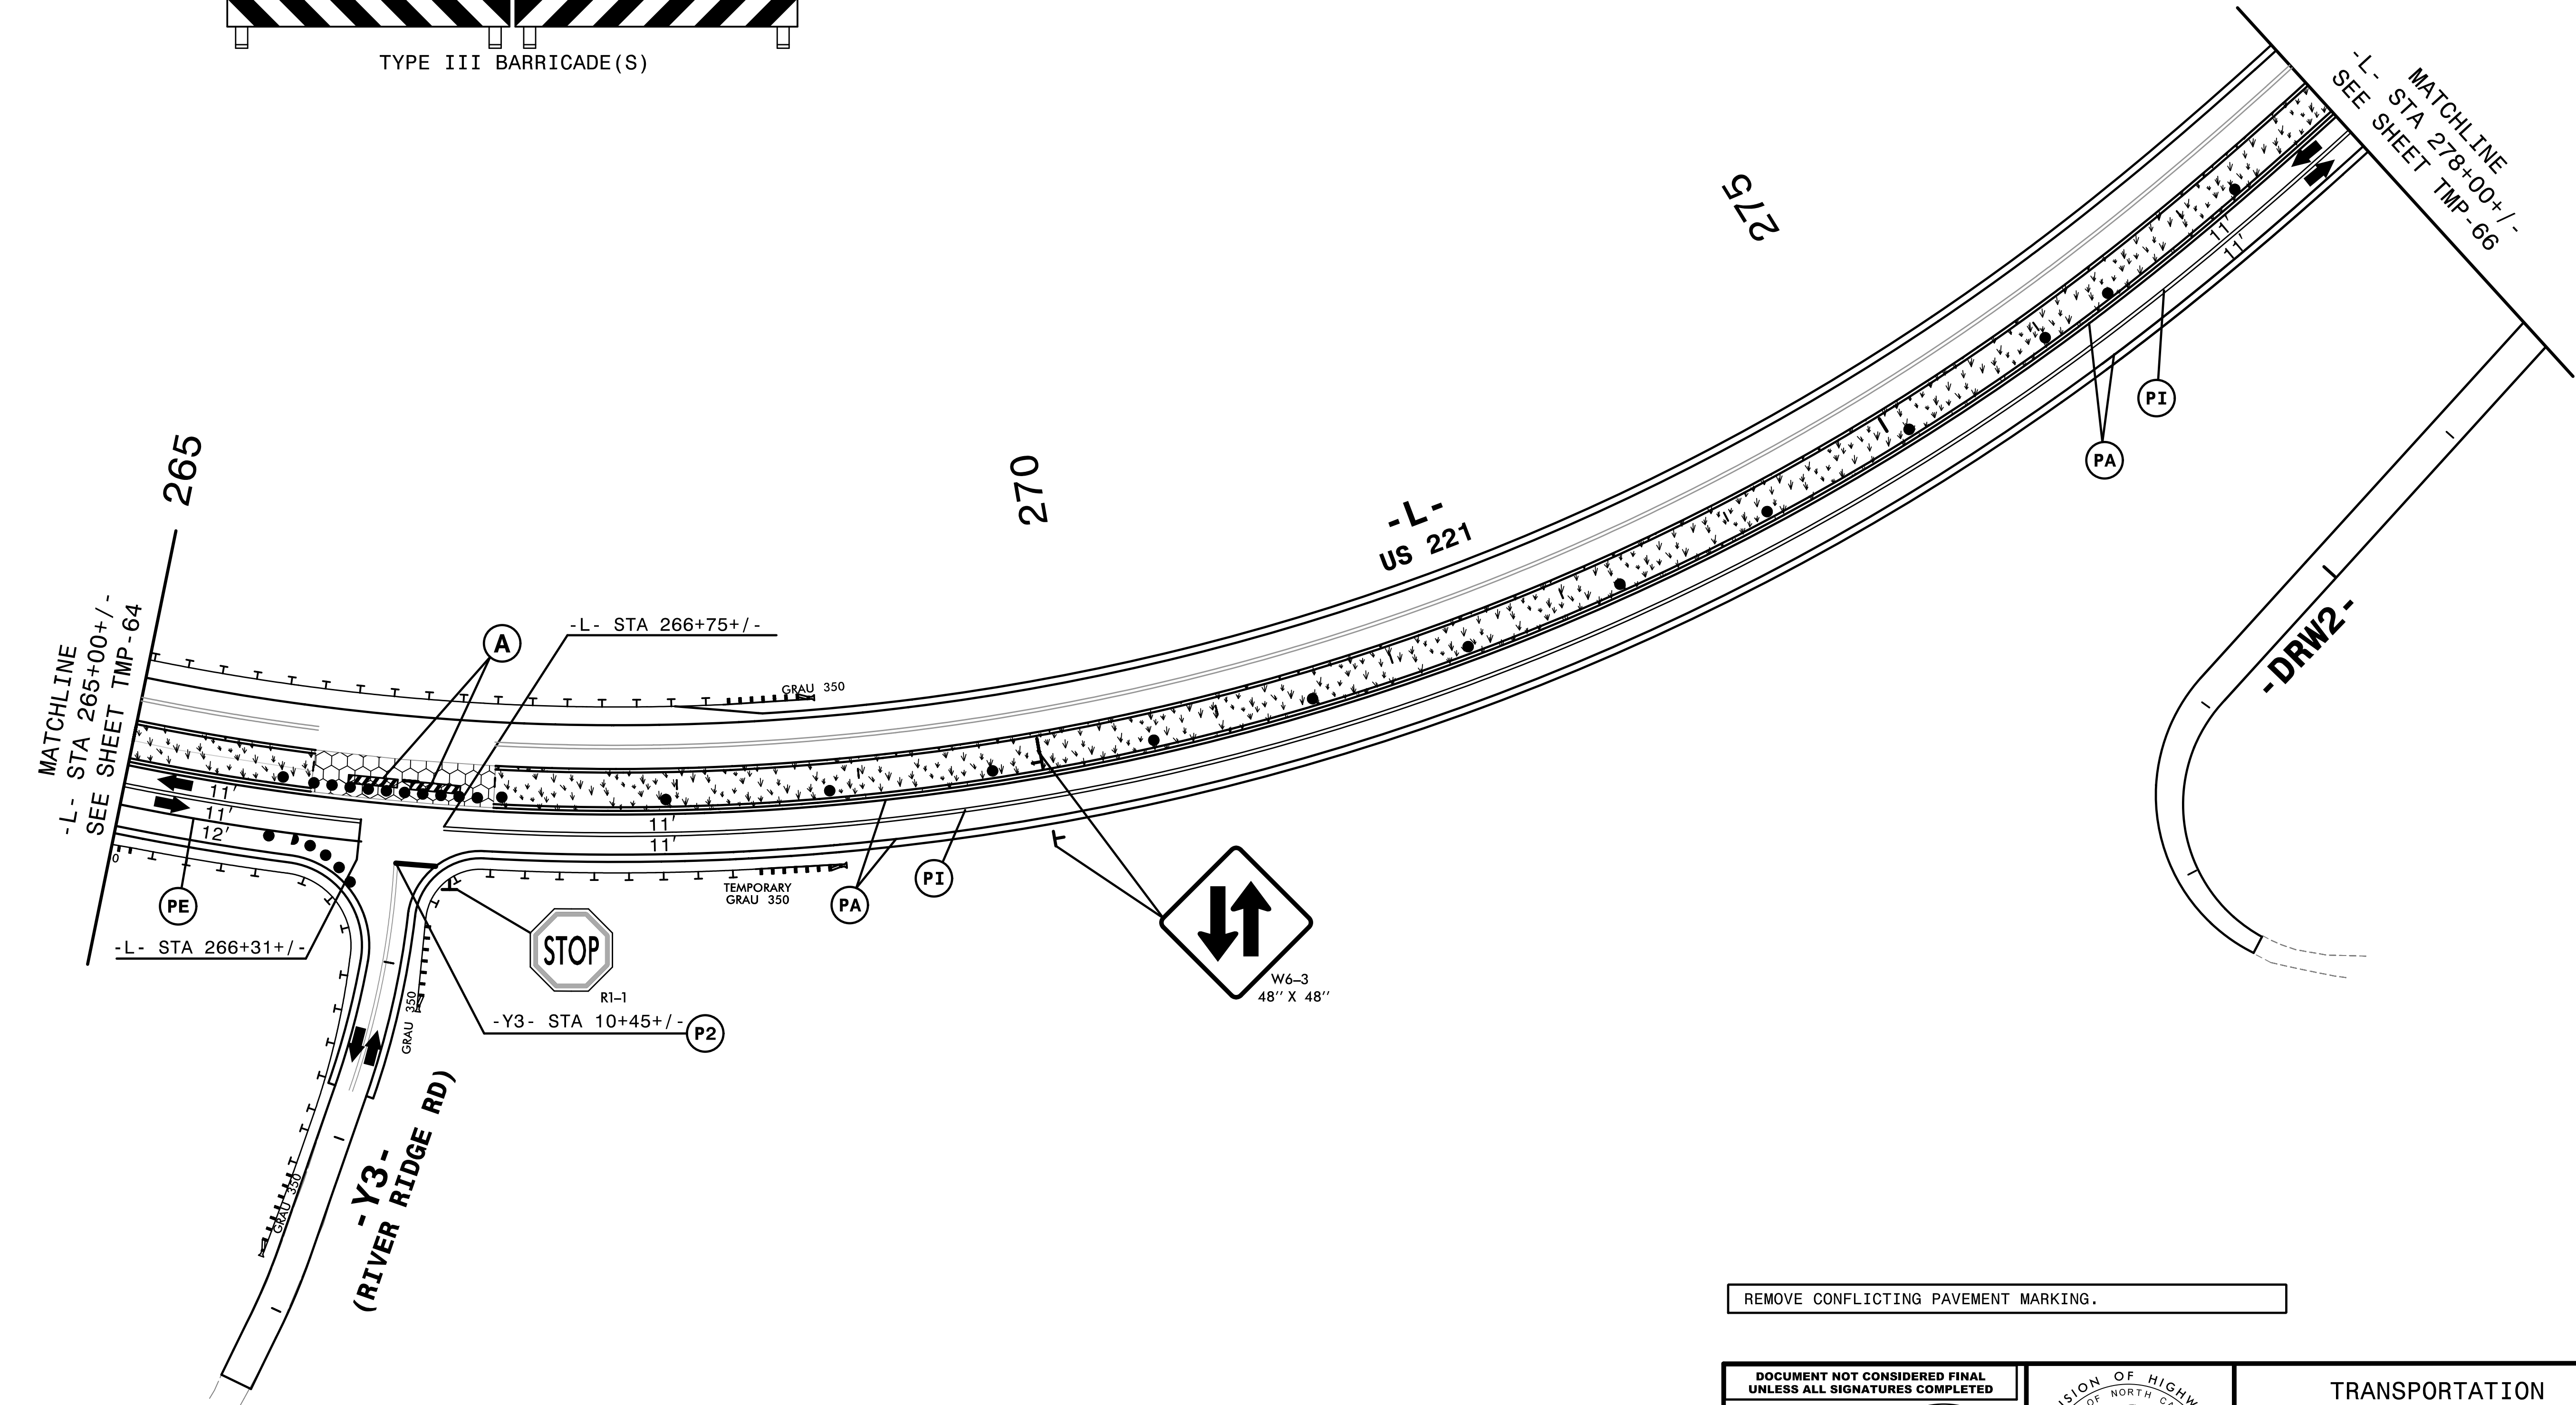 TYPE III BARRICADE(S)
MATCHLINE
-L- STA 278+00+/-
SEE SHEET TMP-66
275
11'
11'
PI
PA
265
270
-L-
US 221
MATCHLINE
-L- STA 265+00+/-
SEE SHEET TMP-64
A
-L- STA 266+75+/-
GRAU 350
11'
11'
12'
11'
11'
-DRW2-
TEMPORARY
GRAU 350
PA
PI
PE
-L- STA 266+31+/-
STOP
R1-1
W6-3
48" X 48"
-Y3- STA 10+45+/-
P2
GRAU 350
GRAU 350
-Y3-
(RIVER RIDGE RD)
REMOVE CONFLICTING PAVEMENT MARKING.
DOCUMENT NOT CONSIDERED FINAL
UNLESS ALL SIGNATURES COMPLETED
OF HIGHW
OF NORTH
TRANSPORTATION